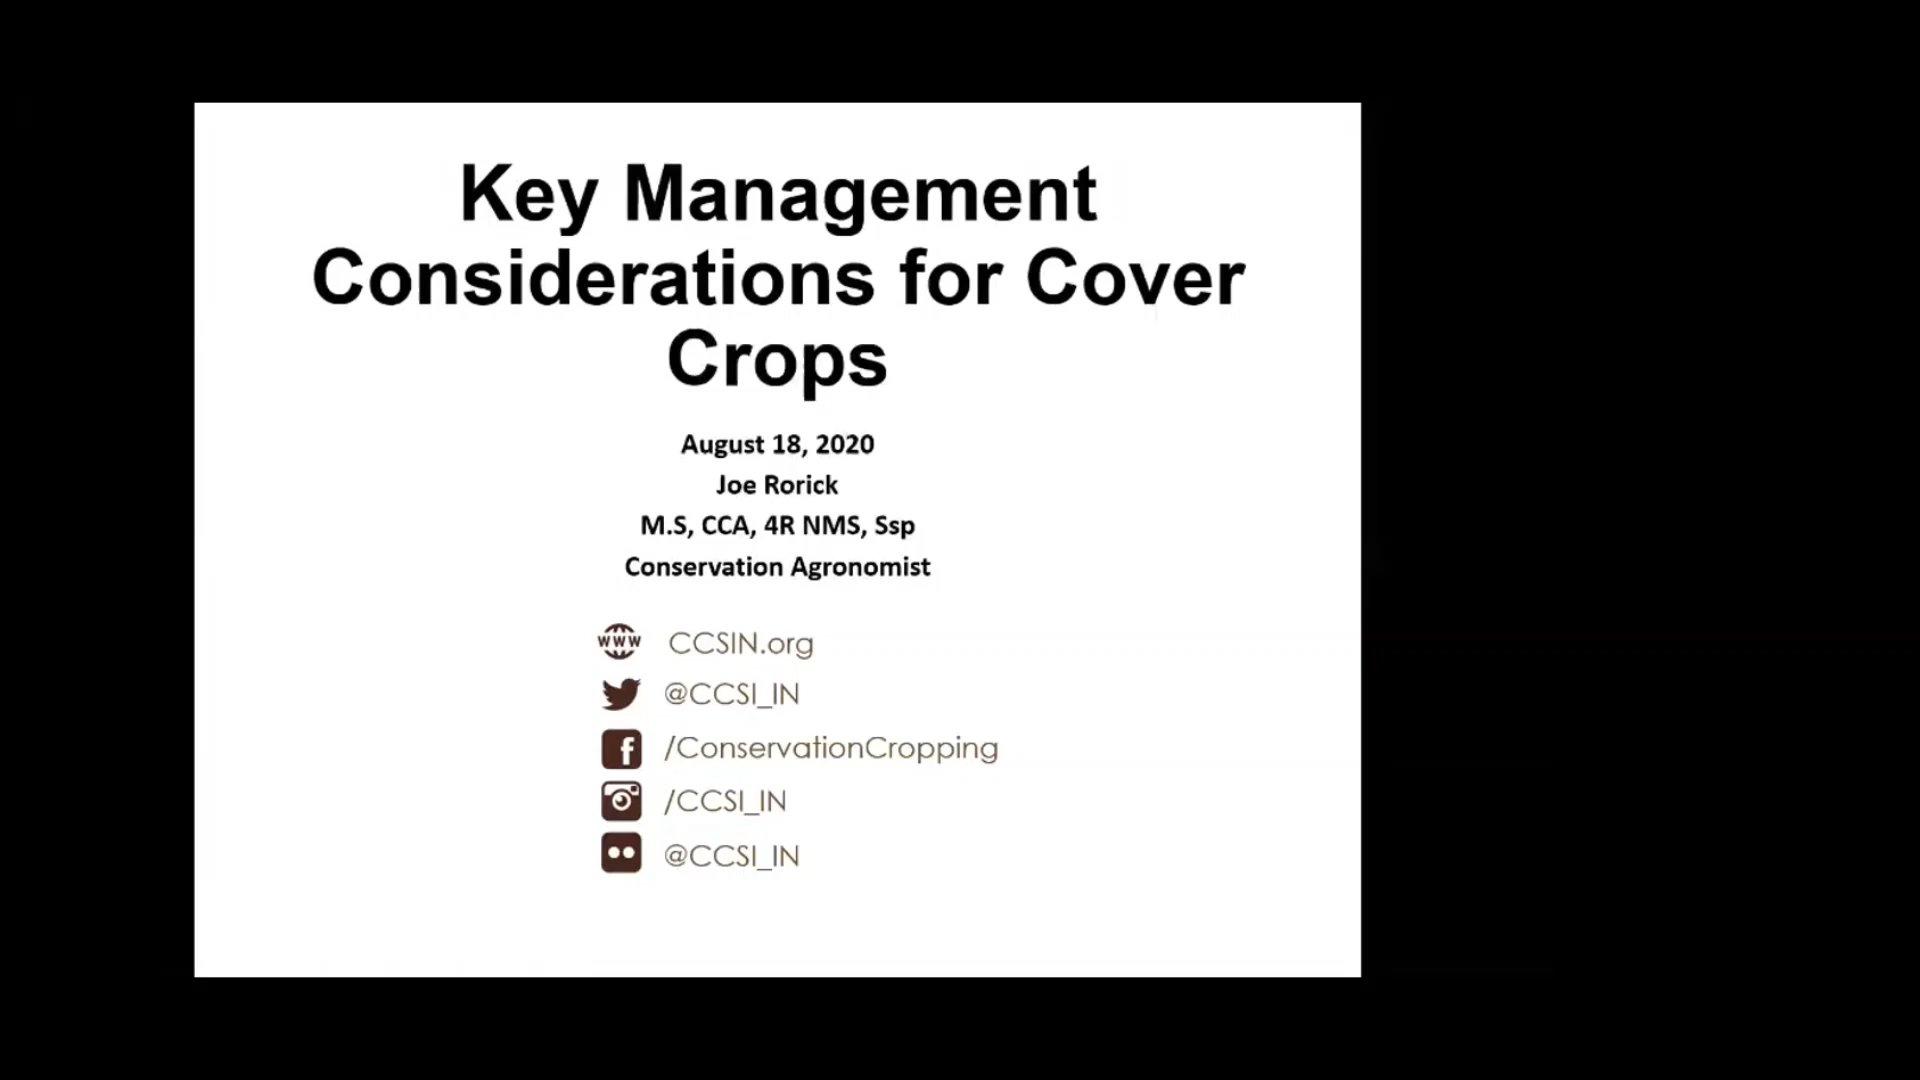 Key Management
Considerations for Cover
Crops
August 18, 2020
Joe Rorick
M.S, CCA, 4R NMS, Ssp
Conservation Agronomist
www CCSIN.org
@CCSI_IN
f /ConservationCropping
/CCSI_IN
@CCSI_IN